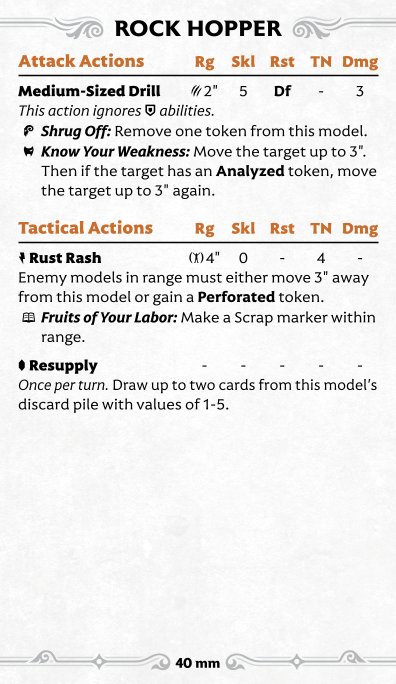 ROCK HOPPER
Attack Actions Rg Skl Rst TN Dmg
Medium-Sized Drill 2" 5 Df - 3
This action ignores abilities.
Shrug Off: Remove one token from this model.
Know Your Weakness: Move the target up to 3".
Then if the target has an Analyzed token, move
the target up to 3" again.
Tactical Actions Rg Skl Rst TN Dmg
Rust Rash 4" 0 - 4 -
Enemy models in range must either move 3" away
from this model or gain a Perforated token.
Fruits of Your Labor: Make a Scrap marker within
range.
Resupply - - - - -
Once per turn. Draw up to two cards from this model's
discard pile with values of 1-5.
40 mm